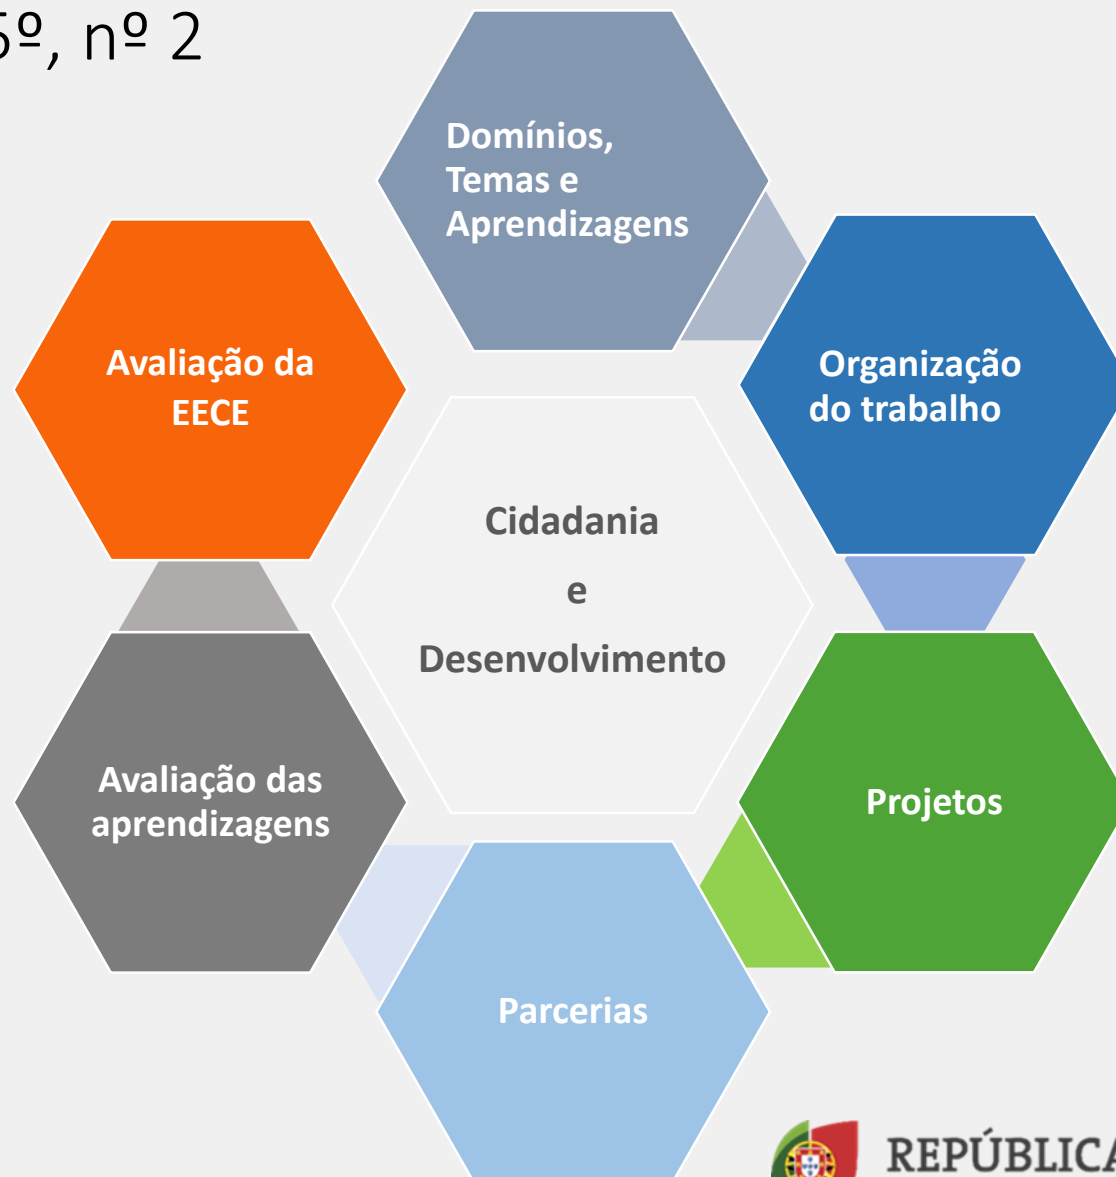 5º, nº 2
Domínios,
Temas e
Aprendizagens
Organização
do trabalho
Projetos
Parcerias
Avaliação das
aprendizagens
Avaliação da
EECE
Cidadania
e
Desenvolvimento
REPÚBLICA